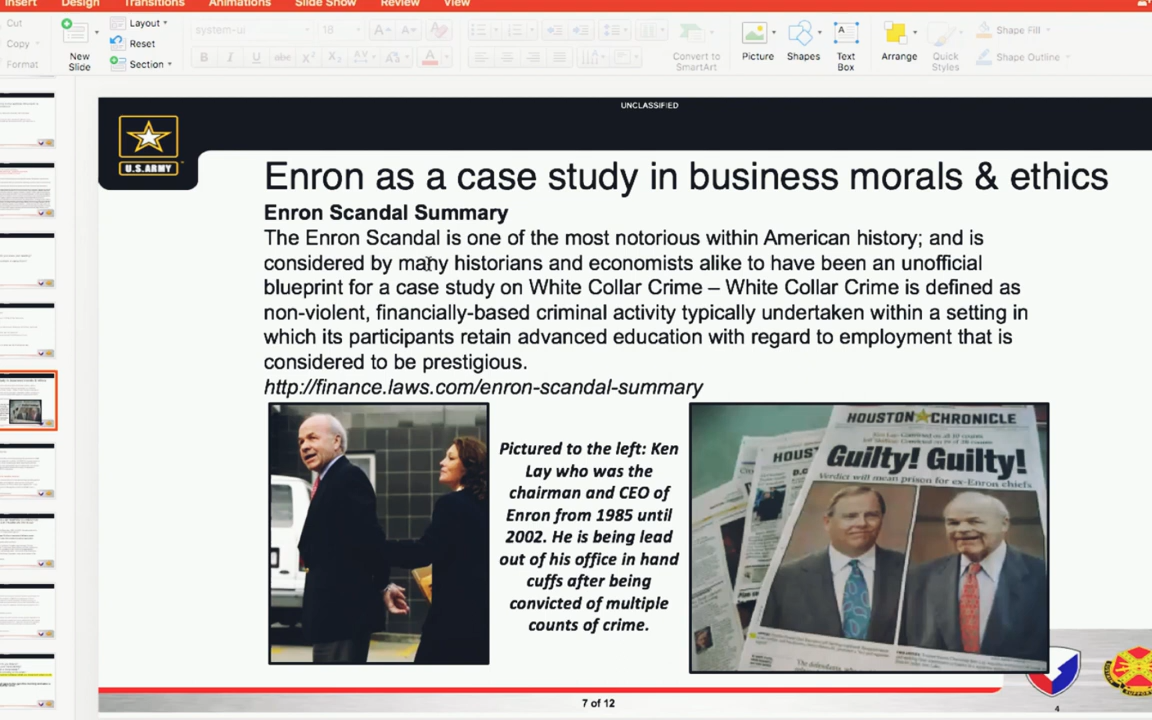 Insert Design Transitions Animations Slide Show Review View
Cut
Copy
Format
New
Slide
Layout
Reset
Section
system-ui
18
Convert to
SmartArt
Picture
Shapes
Text
Box
Arrange
Quick
Styles
Shape Fill
Shape Outline
UNCLASSIFIED
U.S.ARMY
Enron as a case study in business morals & ethics
Enron Scandal Summary
The Enron Scandal is one of the most notorious within American history; and is
considered by many historians and economists alike to have been an unofficial
blueprint for a case study on White Collar Crime – White Collar Crime is defined as
non-violent, financially-based criminal activity typically undertaken within a setting in
which its participants retain advanced education with regard to employment that is
considered to be prestigious.
http://finance.laws.com/enron-scandal-summary
Pictured to the left: Ken
Lay who was the
chairman and CEO of
Enron from 1985 until
2002. He is being lead
out of his office in hand
cuffs after being
convicted of multiple
counts of crime.
HOUSTON CHRONICLE
Guilty! Guilty!
Verdict will mean prison for ex-Enron chiefs
7 of 12
4